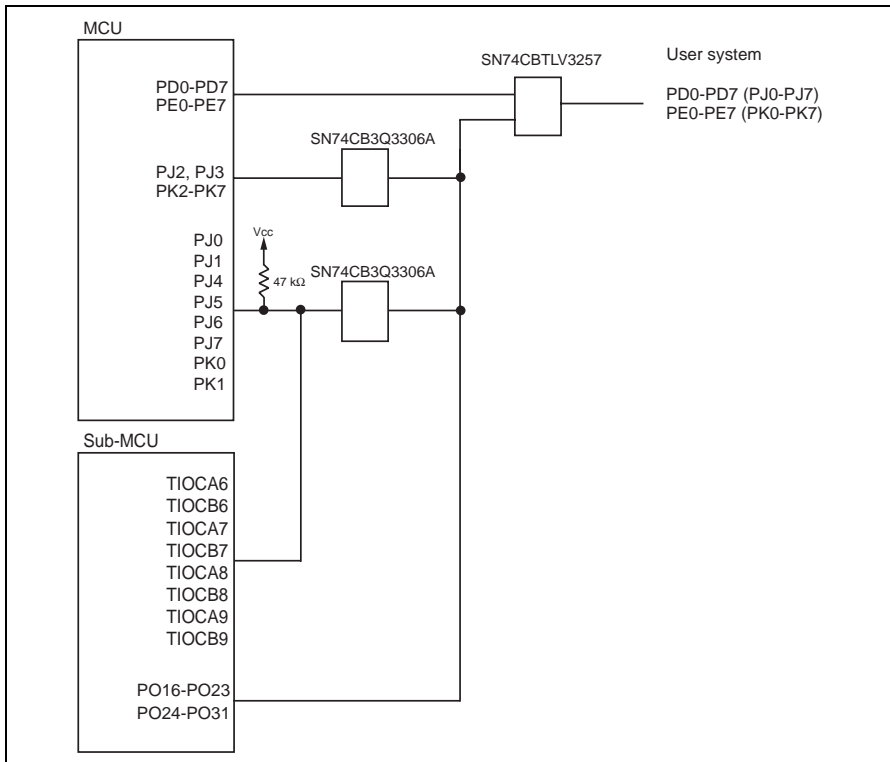 MCU
SN74CBTLV3257
User system
PD0-PD7
PE0-PE7
PD0-PD7 (PJ0-PJ7)
PE0-PE7 (PK0-PK7)
SN74CB3Q3306A
PJ2, PJ3
PK2-PK7
PJ0
PJ1
PJ4
PJ5
PJ6
PJ7
PK0
PK1
Vcc
47 kΩ
SN74CB3Q3306A
Sub-MCU
TIOCA6
TIOCB6
TIOCA7
TIOCB7
TIOCA8
TIOCB8
TIOCA9
TIOCB9
PO16-PO23
PO24-PO31